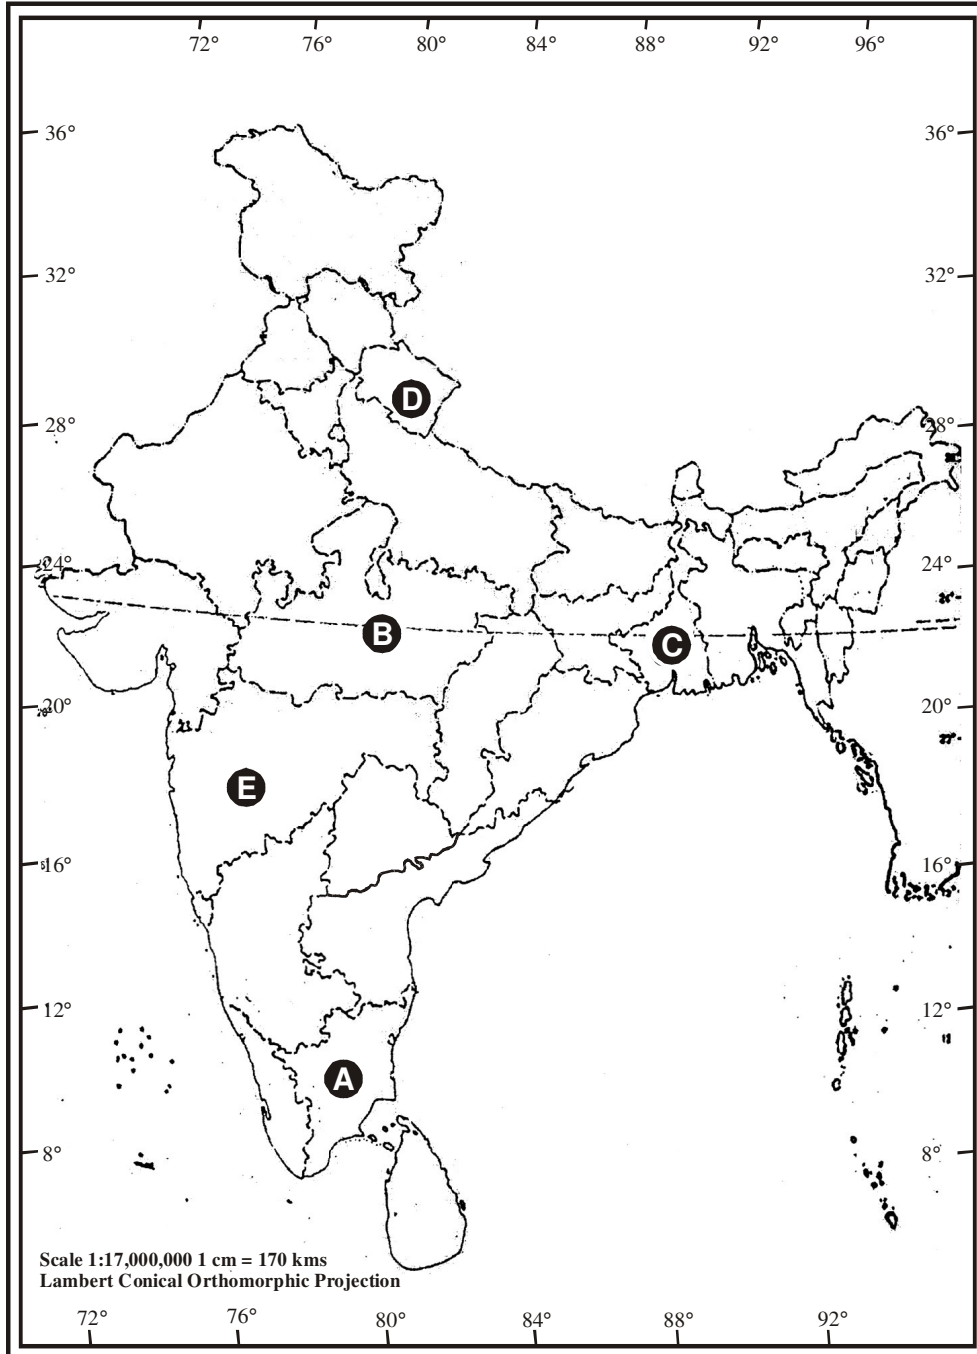 72° 76° 80° 84° 88° 92° 96°
36° 36°
32° 32°
D
28° 28°
24° 24°
B
C
20° 20°
E
16° 16°
12° 12°
A
8° 8°
Scale 1:17,000,000 1 cm = 170 kms
Lambert Conical Orthomorphic Projection
72° 76° 80° 84° 88° 92°